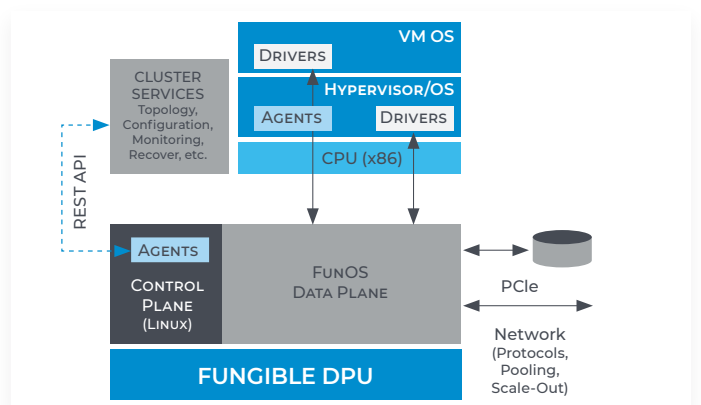 VM OS
DRIVERS
HYPERVISOR/OS
AGENTS
DRIVERS
CPU (x86)
CLUSTER
SERVICES
Topology,
Configuration,
Monitoring,
Recover, etc.
REST API
AGENTS
CONTROL
PLANE
(LINUX)
FUNOS
DATA PLANE
PCIe
Network
(Protocols,
Pooling,
Scale-Out)
FUNGIBLE DPU